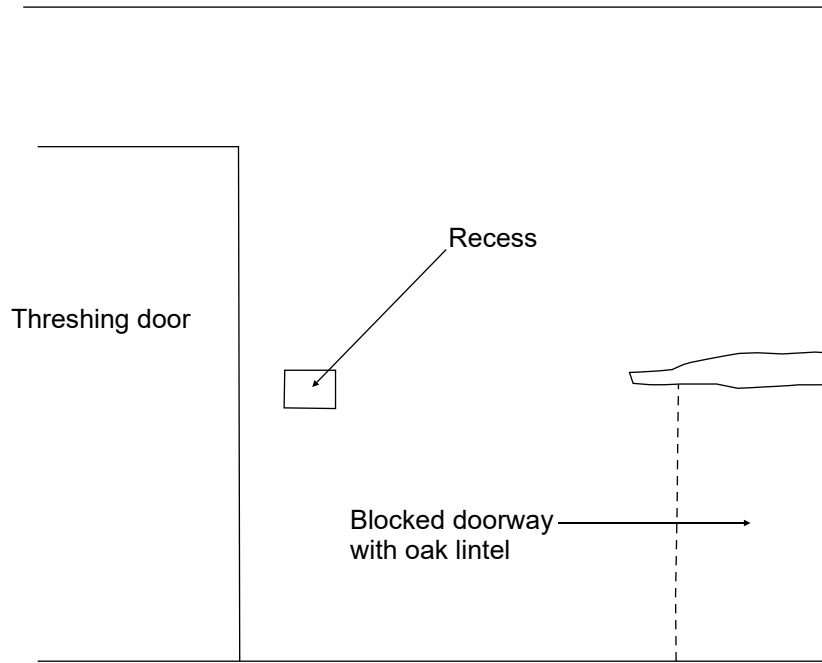 Recess
Threshing door
Blocked doorway
with oak lintel